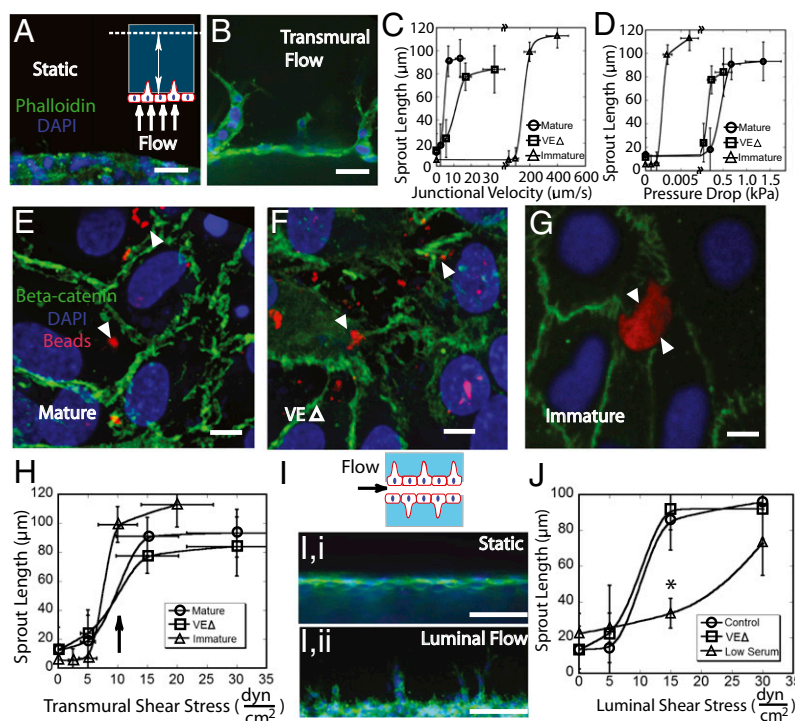 A
Static
Phalloidin
DAPI
Flow
B
Transmural
Flow
C
Sprout Length (µm)
120
100
80
60
40
20
0
0 10 20 30 200 400 600
Mature
VEΔ
Immature
Junctional Velocity (µm/s)
D
Sprout Length (µm)
120
100
80
60
40
20
0
0 0.005 0.6 1.2 1.8
Mature
VEΔ
Immature
Pressure Drop (kPa)
E
Beta-catenin
DAPI
Beads
Mature
F
VE Δ
G
Immature
H
Sprout Length (µm)
120
100
80
60
40
20
0
0 5 10 15 20 25 30
Mature
VEΔ
Immature
Transmural Shear Stress (dyn/cm²)
I
Flow
I,i
Static
I,ii
Luminal Flow
J
Sprout Length (µm)
100
80
60
40
20
0
0 5 10 15 20 25 30 35
*
Control
VEΔ
Low Serum
Luminal Shear Stress (dyn/cm²)